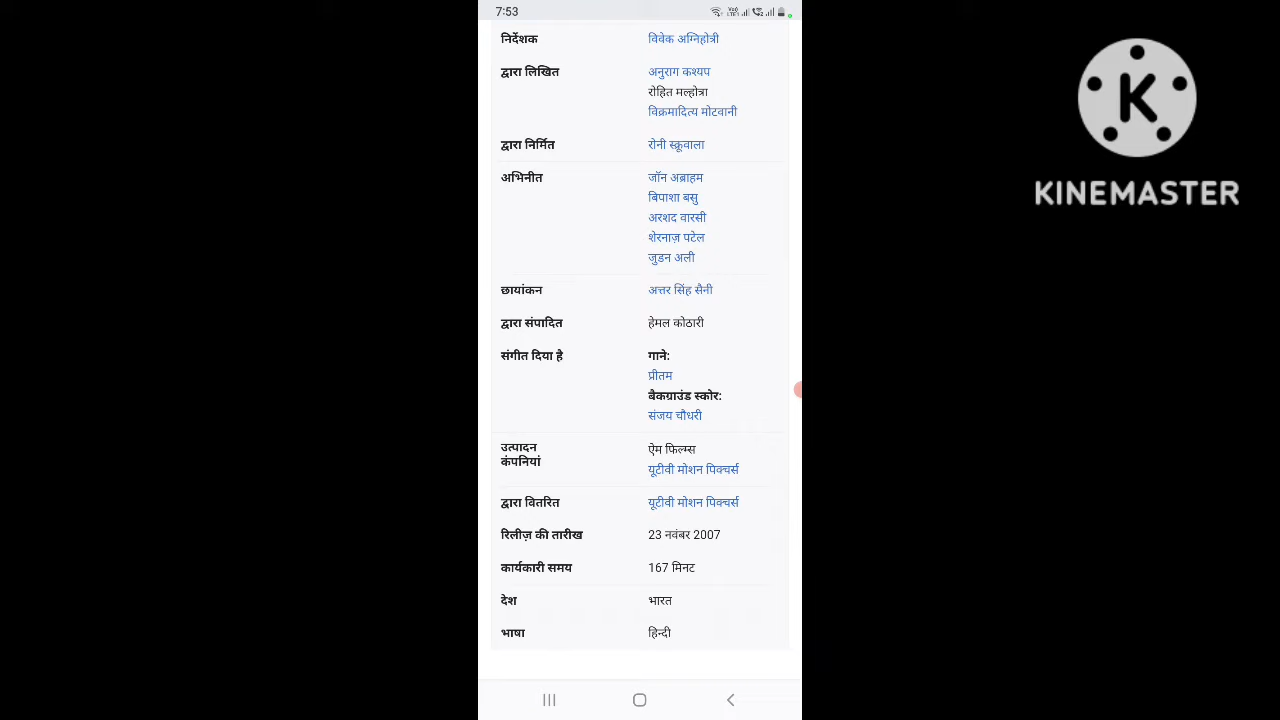 7:53
निर्देशक विवेक अग्निहोत्री
द्वारा लिखित अनुराग कश्यप
रोहित मल्होत्रा
विक्रमादित्य मोटवानी
द्वारा निर्मित रोनी स्क्रूवाला
अभिनीत जॉन अब्राहम
बिपाशा बसु
अरशद वारसी
शेरनाज़ पटेल
जुडन अली
छायांकन अत्तर सिंह सैनी
द्वारा संपादित हेमल कोठारी
संगीत दिया है गाने:
प्रीतम
बैकग्राउंड स्कोर:
संजय चौधरी
उत्पादन ऐम फिल्म्स
कंपनियां यूटीवी मोशन पिक्चर्स
द्वारा वितरित यूटीवी मोशन पिक्चर्स
रिलीज़ की तारीख 23 नवंबर 2007
कार्यकारी समय 167 मिनट
देश भारत
भाषा हिन्दी
K
KINEMASTER